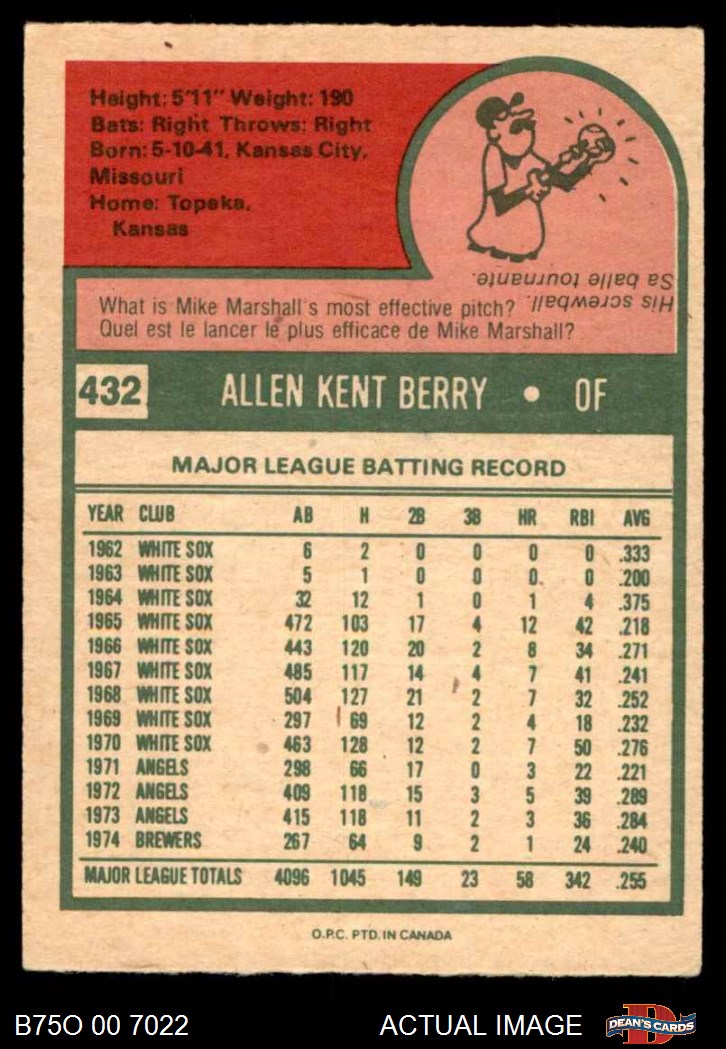 Height: 5'11" Weight: 190
Bats: Right Throws: Right
Born: 5-10-41, Kansas City,
Missouri
Home: Topeka,
Kansas
What is Mike Marshall's most effective pitch?
Quel est le lancer le plus efficace de Mike Marshall?
His screwball.
Sa balle tournante.
432 ALLEN KENT BERRY • OF
MAJOR LEAGUE BATTING RECORD
YEAR CLUB AB H 2B 3B HR RBI AVG
1962 WHITE SOX 6 2 0 0 0 0 .333
1963 WHITE SOX 5 1 0 0 0. 0 .200
1964 WHITE SOX 32 12 1 0 1 4 .375
1965 WHITE SOX 472 103 17 4 12 42 .218
1966 WHITE SOX 443 120 20 2 8 34 .271
1967 WHITE SOX 485 117 14 4 7 41 .241
1968 WHITE SOX 504 127 21 2 7 32 .252
1969 WHITE SOX 297 69 12 2 4 18 .232
1970 WHITE SOX 463 128 12 2 7 50 .276
1971 ANGELS 298 66 17 0 3 22 .221
1972 ANGELS 409 118 15 3 5 39 .289
1973 ANGELS 415 118 11 2 3 36 .284
1974 BREWERS 267 64 9 2 1 24 .240
MAJOR LEAGUE TOTALS 4096 1045 149 23 58 342 .255
O.P.C. PTD. IN CANADA
B75O 00 7022 ACTUAL IMAGE D DEAN'S CARDS